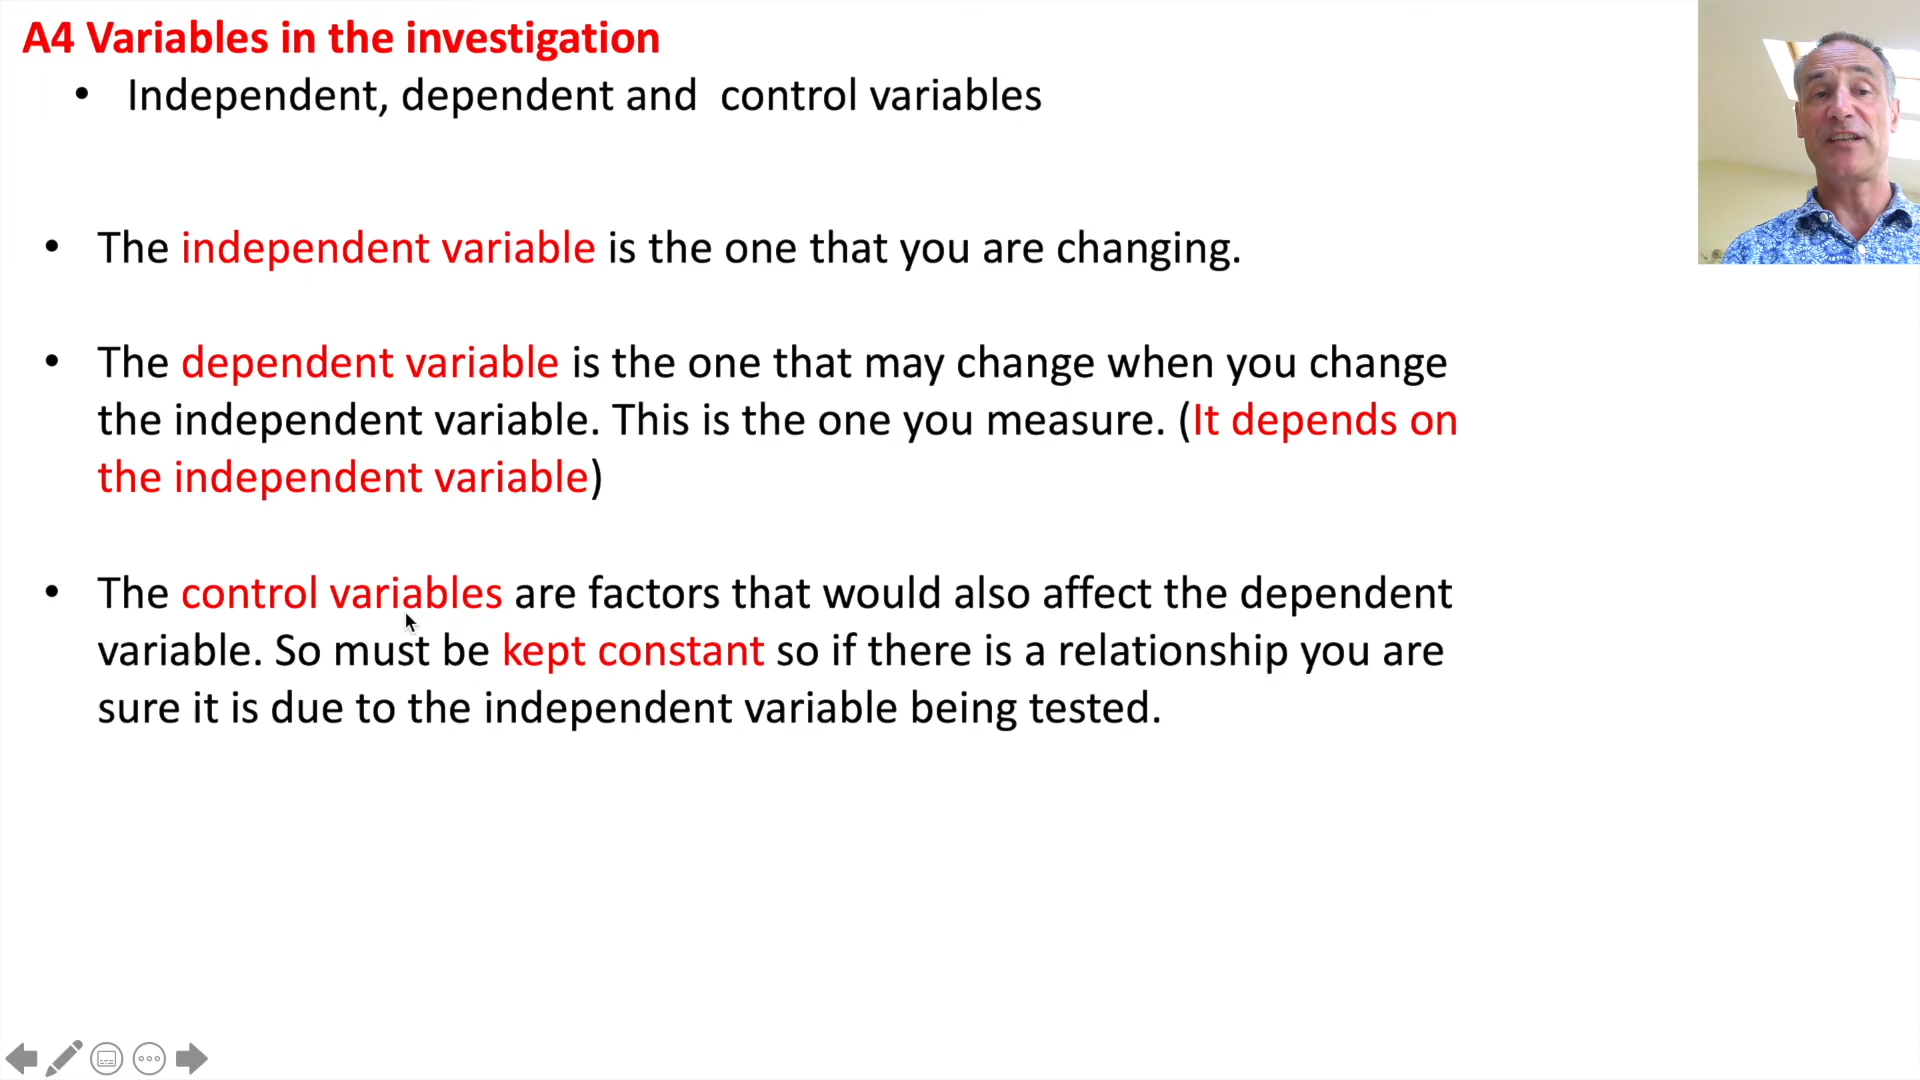 A4 Variables in the investigation
• Independent, dependent and control variables
• The independent variable is the one that you are changing.
• The dependent variable is the one that may change when you change
the independent variable. This is the one you measure. (It depends on
the independent variable)
• The control variables are factors that would also affect the dependent
variable. So must be kept constant so if there is a relationship you are
sure it is due to the independent variable being tested.